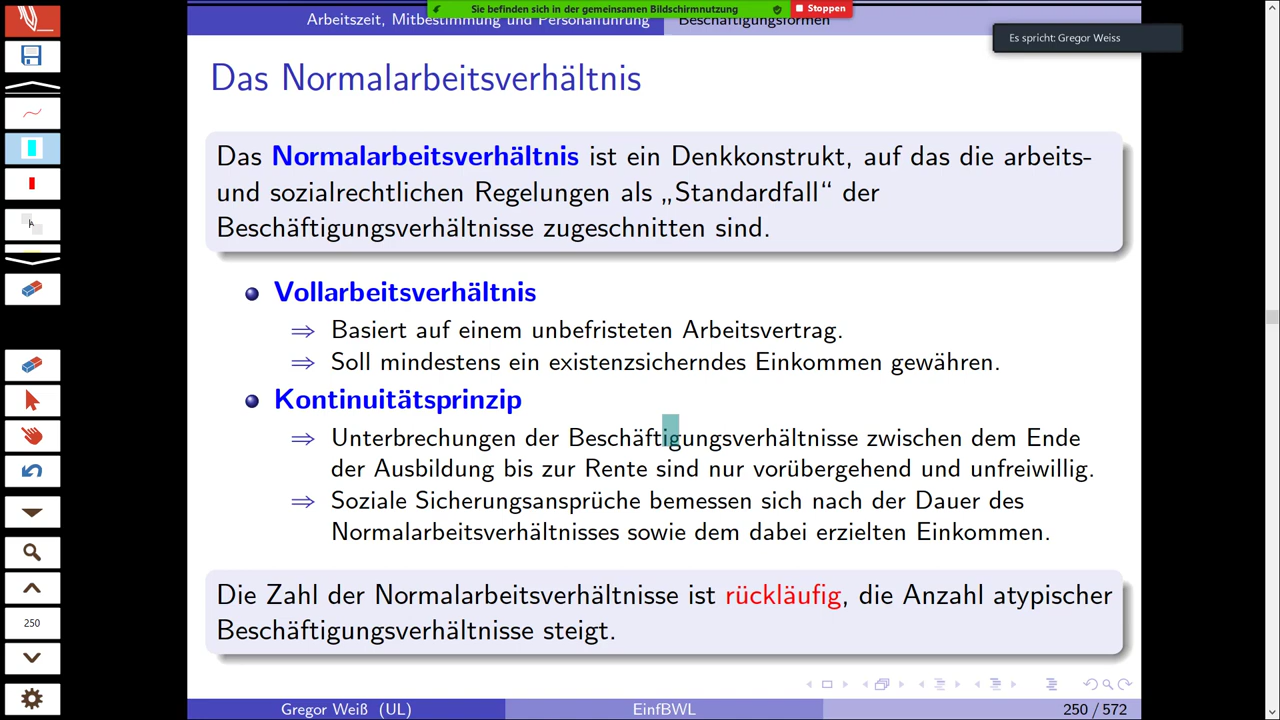 Sie befinden sich in der gemeinsamen Bildschirmnutzung
Stoppen
Arbeitszeit, Mitbestimmung und Personalführung
Beschäftigungsformen
Es spricht: Gregor Weiss
Das Normalarbeitsverhältnis
Das Normalarbeitsverhältnis ist ein Denkkonstrukt, auf das die arbeits-
und sozialrechtlichen Regelungen als „Standardfall“ der
Beschäftigungsverhältnisse zugeschnitten sind.
Vollarbeitsverhältnis
⇒ Basiert auf einem unbefristeten Arbeitsvertrag.
⇒ Soll mindestens ein existenzsicherndes Einkommen gewähren.
Kontinuitätsprinzip
⇒ Unterbrechungen der Beschäftigungsverhältnisse zwischen dem Ende
der Ausbildung bis zur Rente sind nur vorübergehend und unfreiwillig.
⇒ Soziale Sicherungsansprüche bemessen sich nach der Dauer des
Normalarbeitsverhältnisses sowie dem dabei erzielten Einkommen.
Die Zahl der Normalarbeitsverhältnisse ist rückläufig, die Anzahl atypischer
Beschäftigungsverhältnisse steigt.
250
Gregor Weiß (UL)
EinfBWL
250 / 572